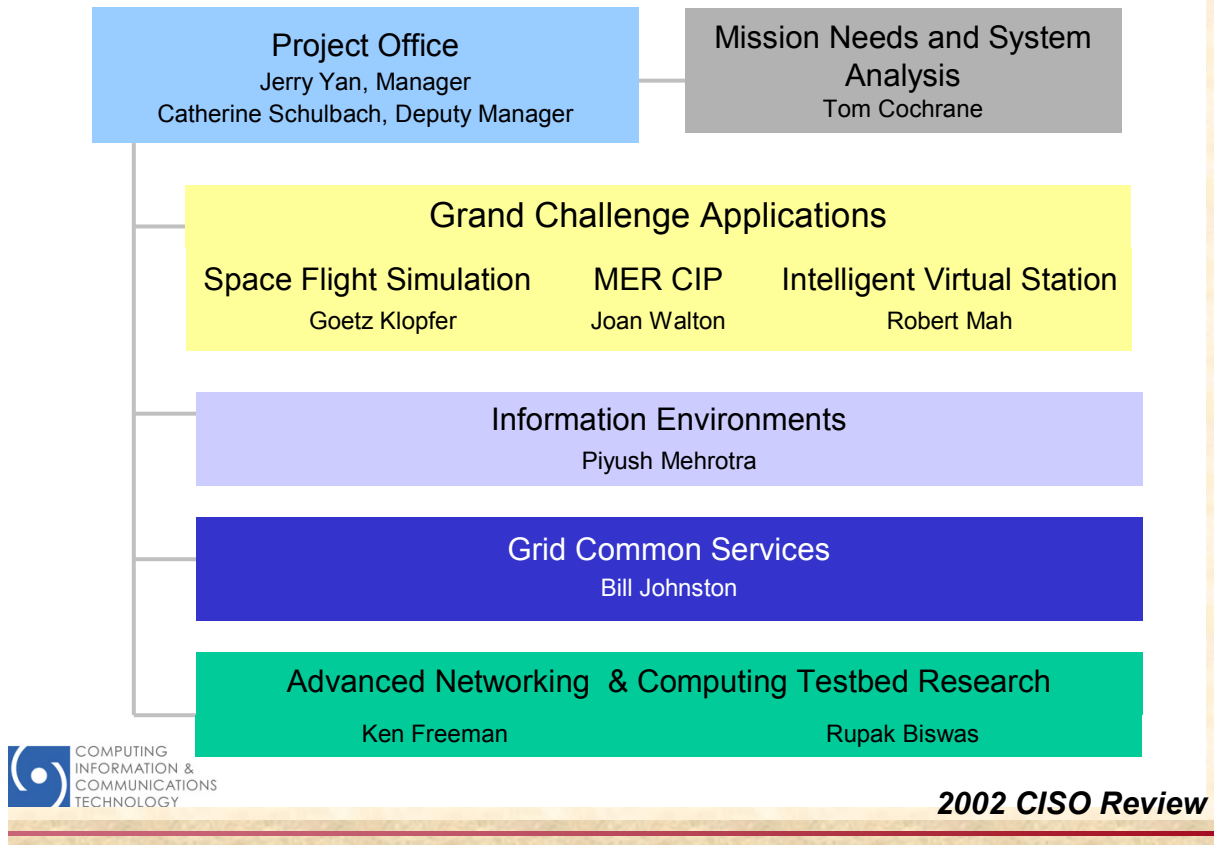 Project Office
Jerry Yan, Manager
Catherine Schulbach, Deputy Manager
Mission Needs and System
Analysis
Tom Cochrane
Grand Challenge Applications
Space Flight Simulation
Goetz Klopfer
MER CIP
Joan Walton
Intelligent Virtual Station
Robert Mah
Information Environments
Piyush Mehrotra
Grid Common Services
Bill Johnston
Advanced Networking & Computing Testbed Research
Ken Freeman
Rupak Biswas
COMPUTING
INFORMATION &
COMMUNICATIONS
TECHNOLOGY
2002 CISO Review